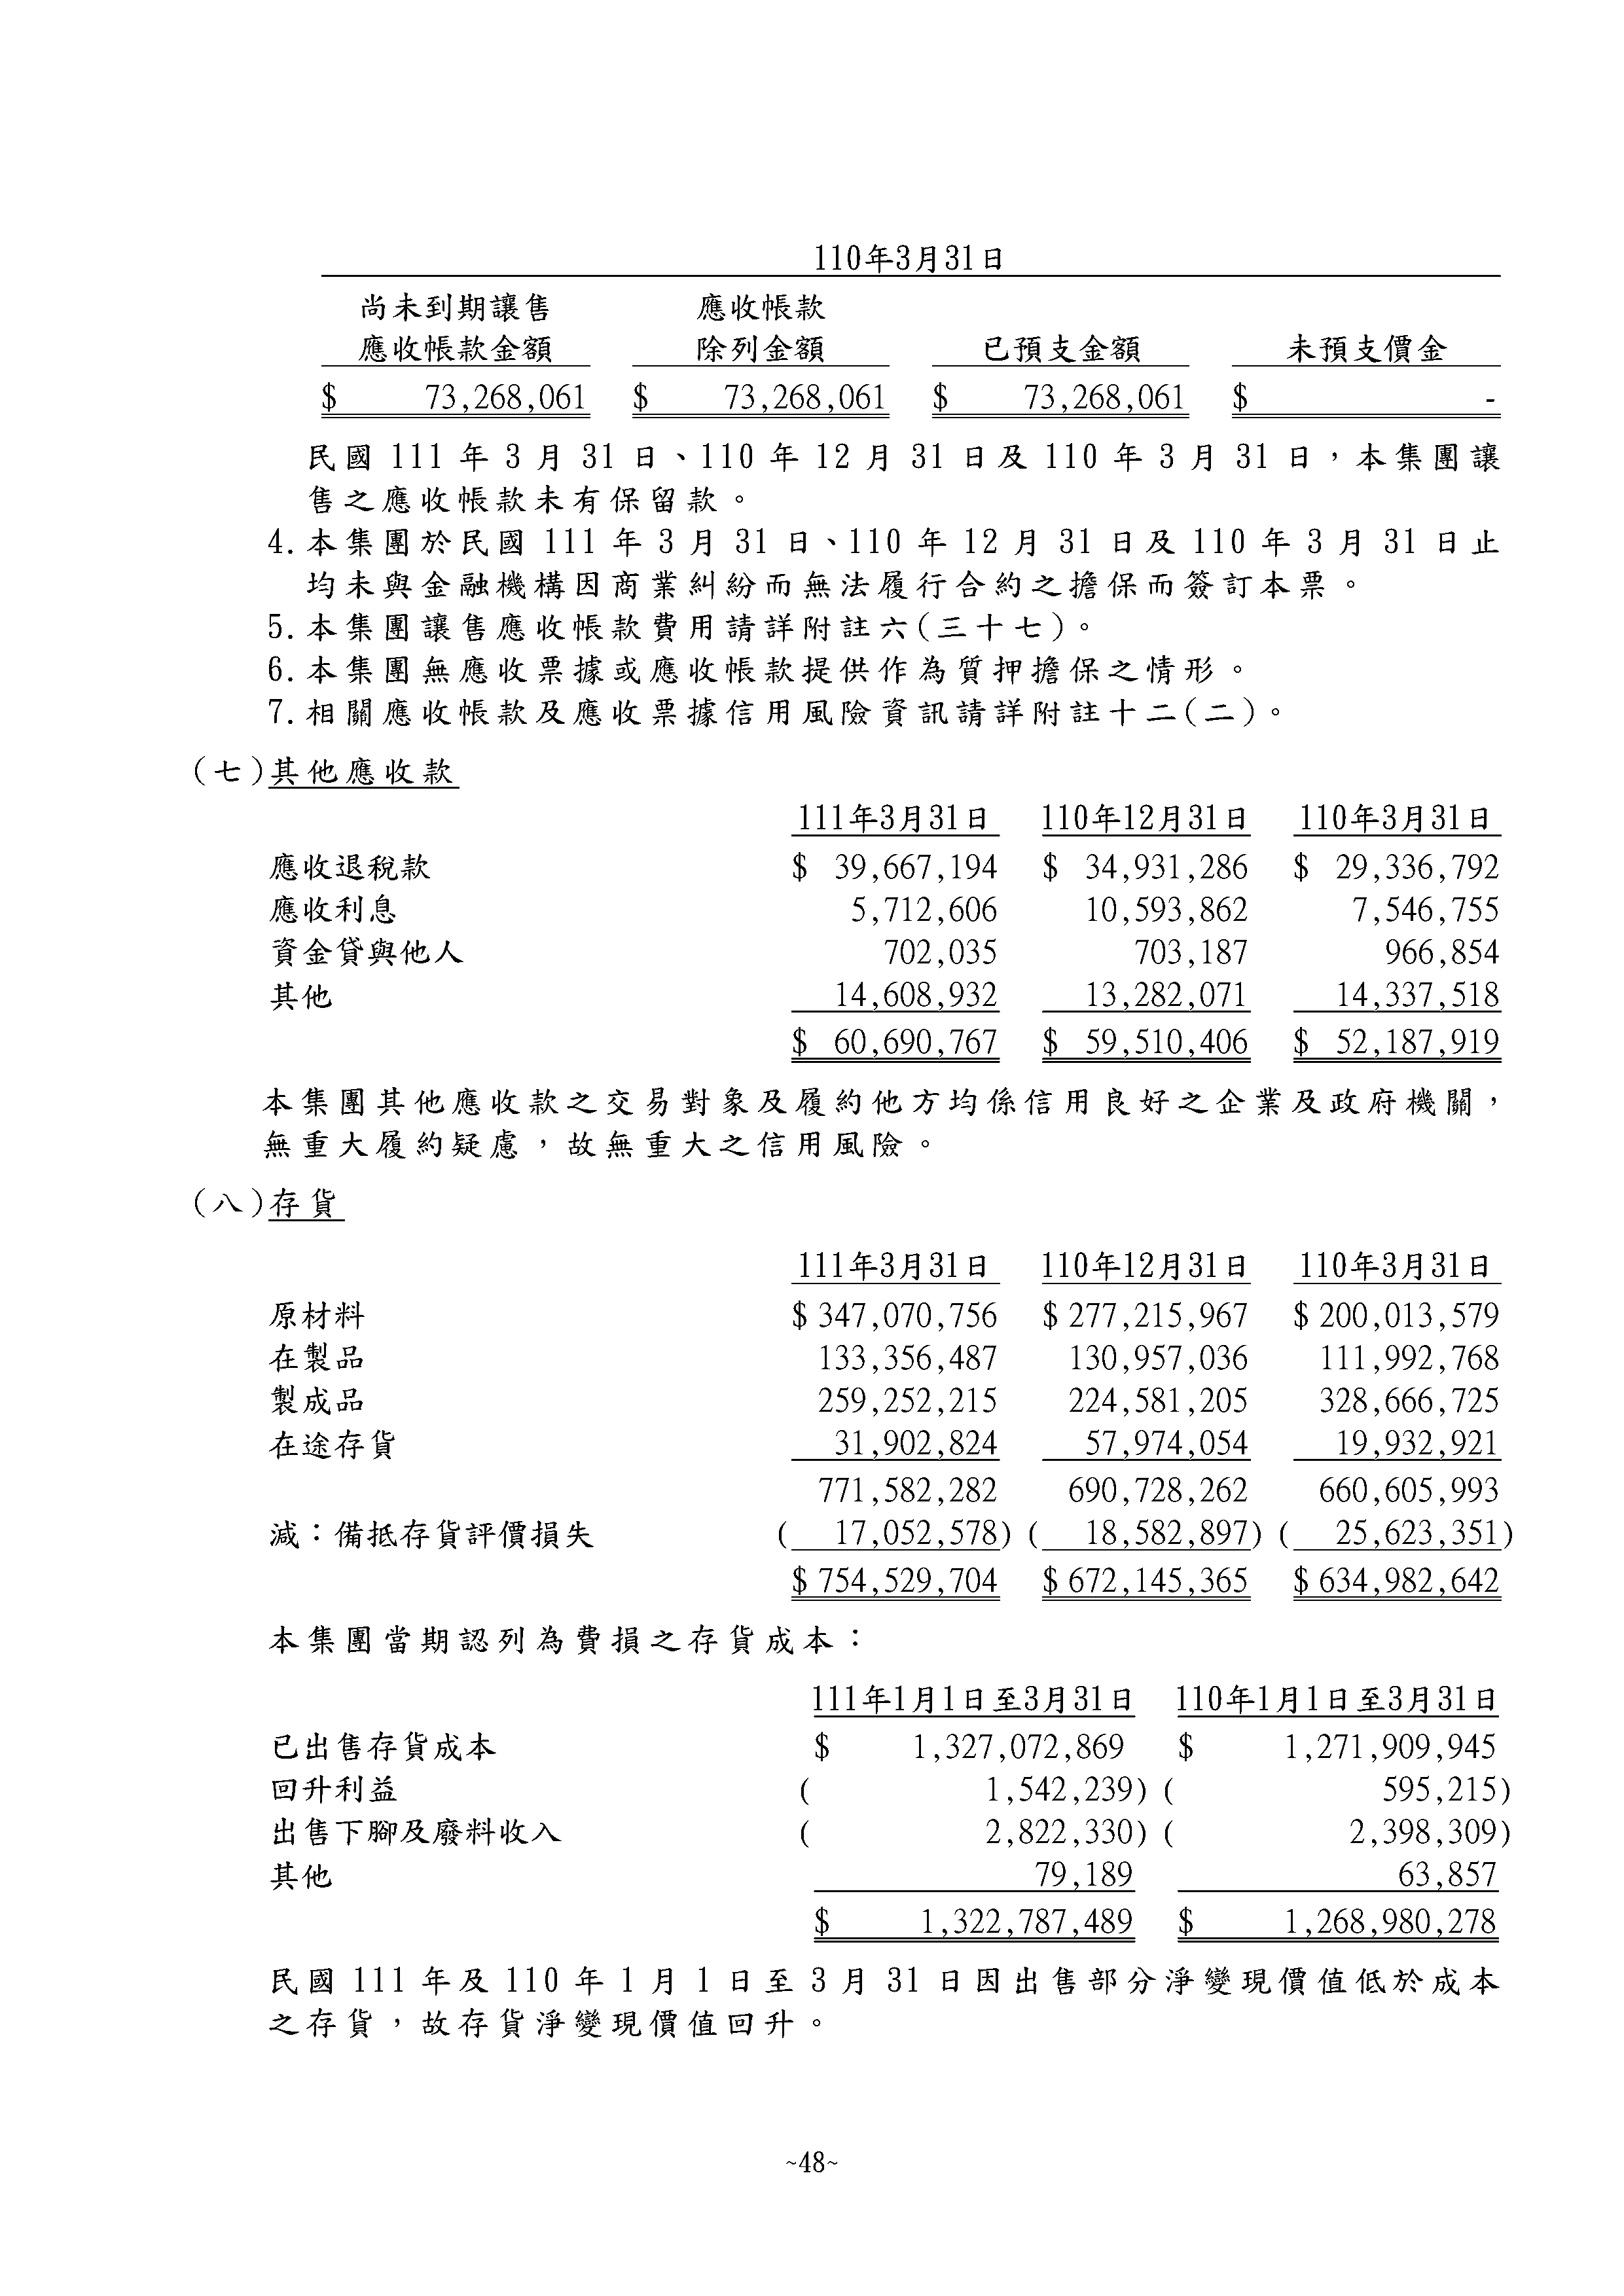 110年3月31日
尚未到期讓售 應收帳款
應收帳款金額 除列金額 已預支金額 未預支價金
$ 73,268,061 $ 73,268,061 $ 73,268,061 $ -
民國 111 年 3 月 31 日、110 年 12 月 31 日及 110 年 3 月 31 日，本集團讓
售之應收帳款未有保留款。
4.本集團於民國 111 年 3 月 31 日、110 年 12 月 31 日及 110 年 3 月 31 日止
均未與金融機構因商業糾紛而無法履行合約之擔保而簽訂本票。
5.本集團讓售應收帳款費用請詳附註六(三十七)。
6.本集團無應收票據或應收帳款提供作為質押擔保之情形。
7.相關應收帳款及應收票據信用風險資訊請詳附註十二(二)。
(七)其他應收款
111年3月31日 110年12月31日 110年3月31日
應收退稅款 $ 39,667,194 $ 34,931,286 $ 29,336,792
應收利息 5,712,606 10,593,862 7,546,755
資金貸與他人 702,035 703,187 966,854
其他 14,608,932 13,282,071 14,337,518
$ 60,690,767 $ 59,510,406 $ 52,187,919
本集團其他應收款之交易對象及履約他方均係信用良好之企業及政府機關，
無重大履約疑慮，故無重大之信用風險。
(八)存貨
111年3月31日 110年12月31日 110年3月31日
原材料 $ 347,070,756 $ 277,215,967 $ 200,013,579
在製品 133,356,487 130,957,036 111,992,768
製成品 259,252,215 224,581,205 328,666,725
在途存貨 31,902,824 57,974,054 19,932,921
771,582,282 690,728,262 660,605,993
減：備抵存貨評價損失 ( 17,052,578) ( 18,582,897) ( 25,623,351)
$ 754,529,704 $ 672,145,365 $ 634,982,642
本集團當期認列為費損之存貨成本：
111年1月1日至3月31日 110年1月1日至3月31日
已出售存貨成本 $ 1,327,072,869 $ 1,271,909,945
回升利益 ( 1,542,239) ( 595,215)
出售下腳及廢料收入 ( 2,822,330) ( 2,398,309)
其他 79,189 63,857
$ 1,322,787,489 $ 1,268,980,278
民國 111 年及 110 年 1 月 1 日至 3 月 31 日因出售部分淨變現價值低於成本
之存貨，故存貨淨變現價值回升。
~48~